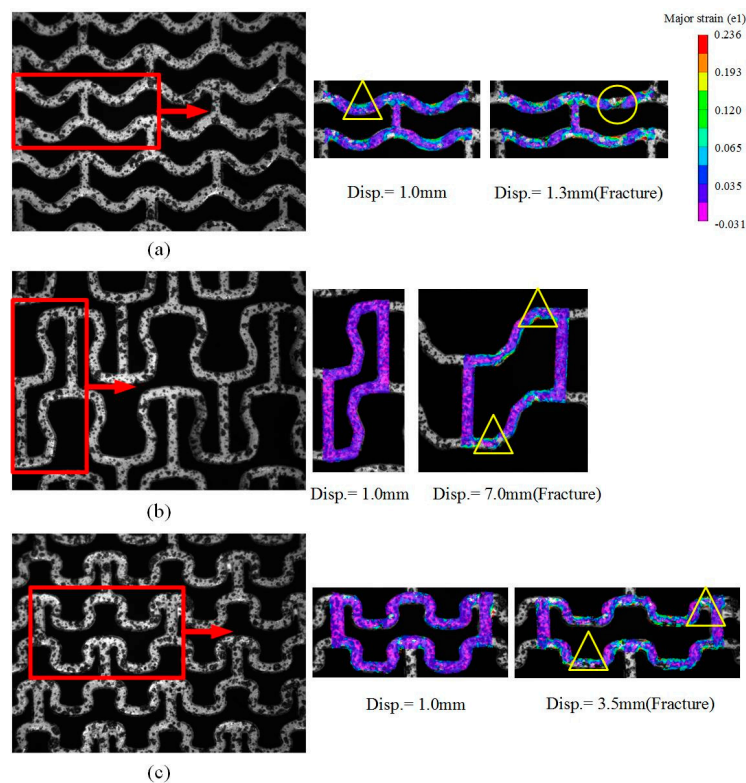 Major strain (e1)
0.236
0.193
0.120
0.065
0.035
-0.031
Disp.= 1.0mm
Disp.= 1.3mm(Fracture)
(a)
Disp.= 1.0mm
Disp.= 7.0mm(Fracture)
(b)
Disp.= 1.0mm
Disp.= 3.5mm(Fracture)
(c)